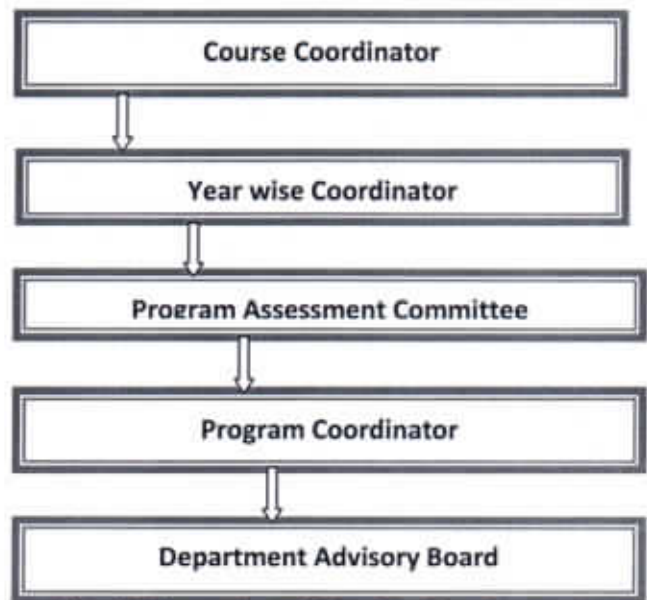 Course Coordinator
Year wise Coordinator
Program Assessment Committee
Program Coordinator
Department Advisory Board